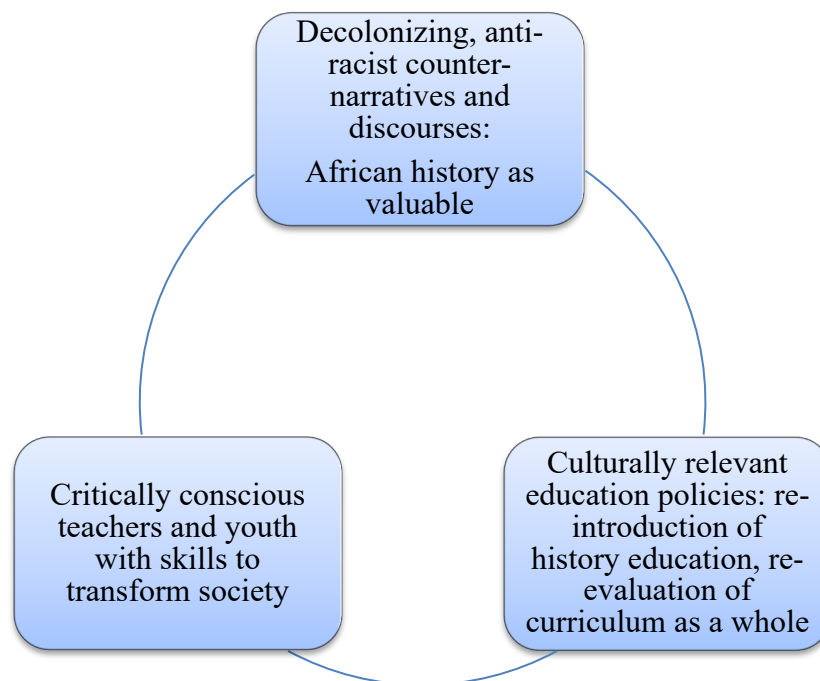 Decolonizing, anti-
racist counter-
narratives and
discourses:
African history as
valuable
Critically conscious
teachers and youth
with skills to
transform society
Culturally relevant
education policies: re-
introduction of
history education, re-
evaluation of
curriculum as a whole